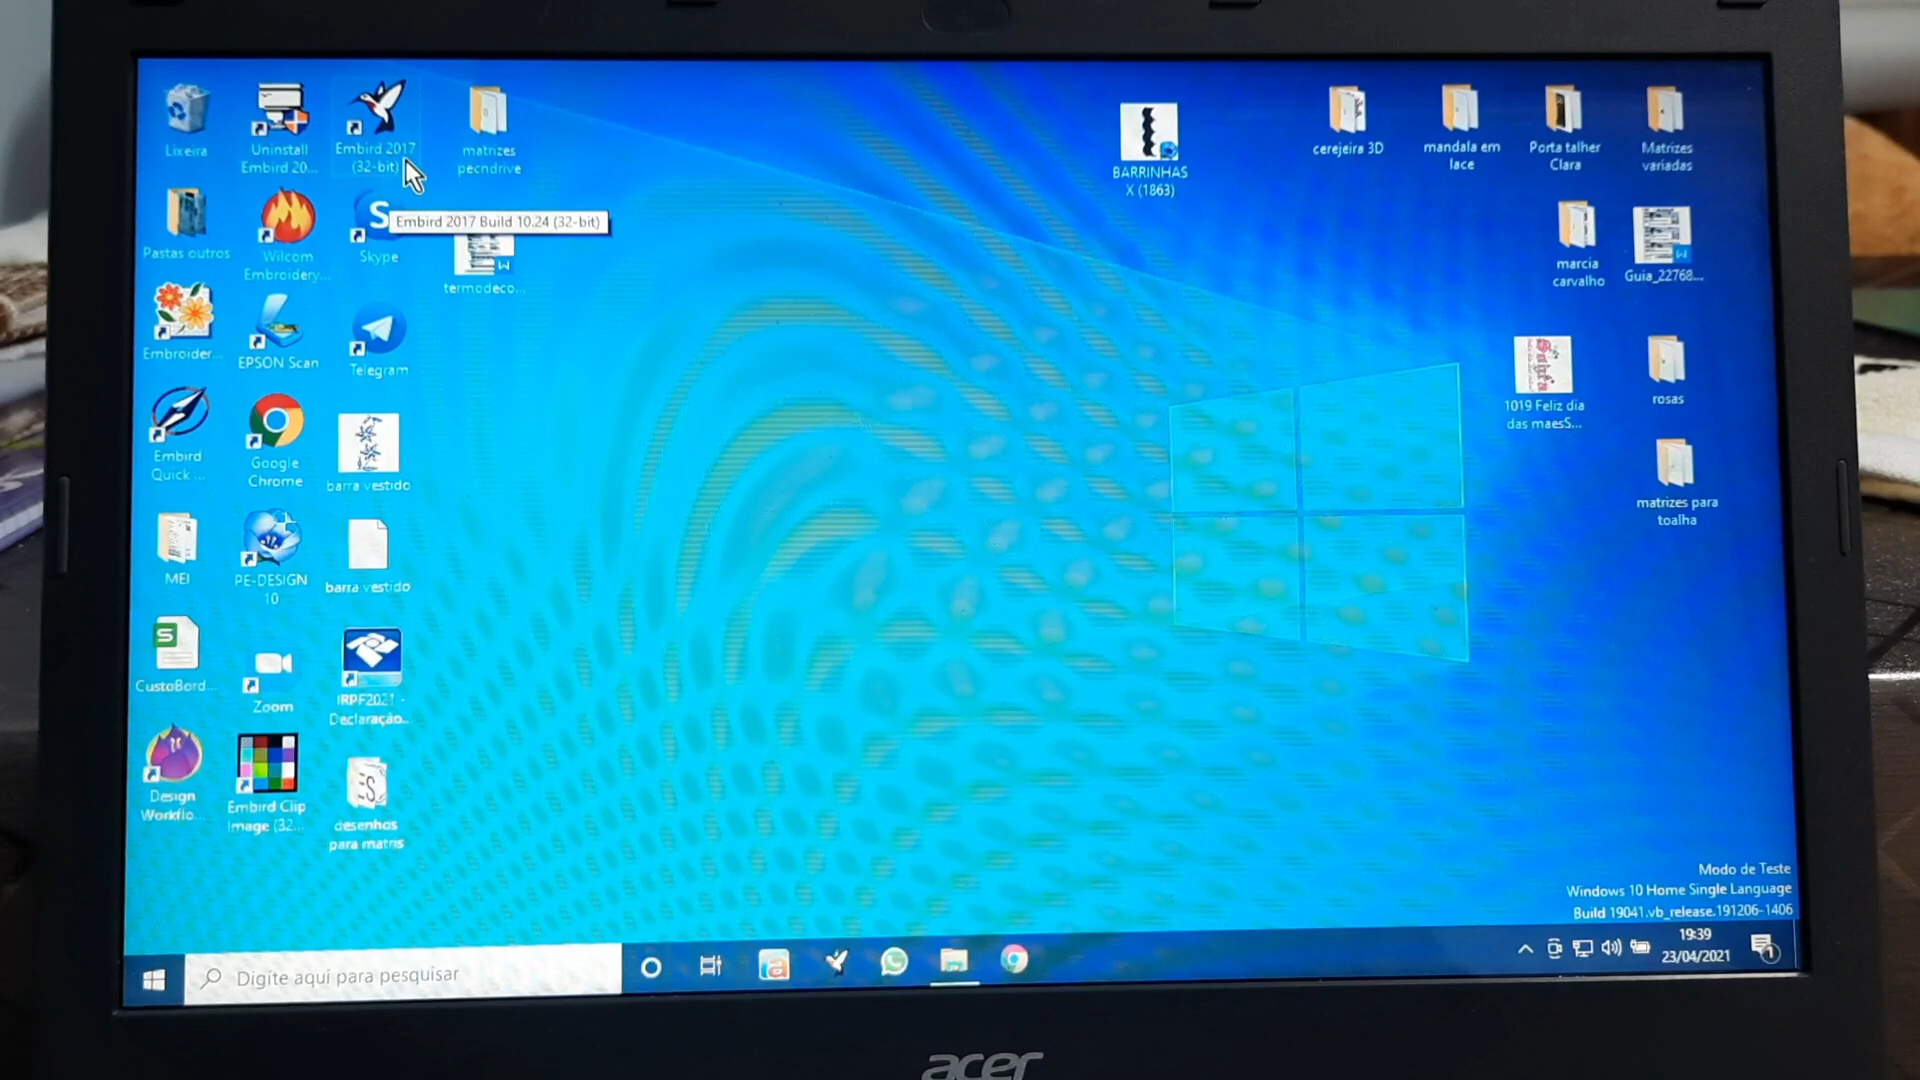 Lixeira
Uninstall
Embird 20...
Embird 2017
(32-bit)
matrizes
pecndrive
BARRINHAS
X (1863)
cerejeira 3D
mandala em
lace
Porta talher
Clara
Matrizes
variadas
Pastas outros
Wilcom
Embroidery...
S
Skype
Embird 2017 Build 10.24 (32-bit)
W
termodeco...
marcia
carvalho
W
Guia_22768...
Embroider...
EPSON Scan
Telegram
1019 Feliz dia
das maesS...
rosas
Embird
Quick ...
Google
Chrome
barra vestido
matrizes para
toalha
MEI
PE-DESIGN
10
barra vestido
S
CustoBord...
Zoom
IRPF2021 -
Declaração...
Design
Workflo...
Embird Clip
Image (32...
S
desenhos
para matris
Modo de Teste
Windows 10 Home Single Language
Build 19041.vb_release.191206-1406
Digite aqui para pesquisar
a
19:39
23/04/2021
1
acer